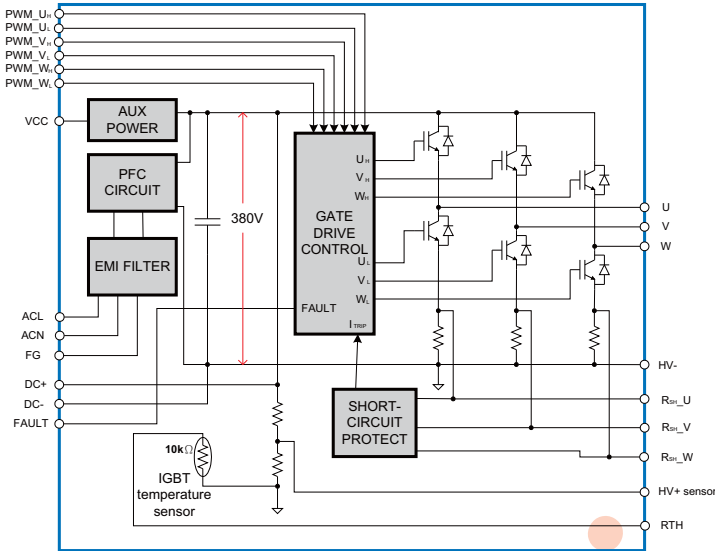 PWM_UH
PWM_UL
PWM_VH
PWM_VL
PWM_WH
PWM_WL
VCC
AUX
POWER
PFC
CIRCUIT
EMI FILTER
380V
GATE
DRIVE
CONTROL
UH
VH
WH
UL
VL
WL
FAULT
ITRIP
U
V
W
ACL
ACN
FG
DC+
DC-
FAULT
SHORT-
CIRCUIT
PROTECT
HV-
RSH_U
RSH_V
RSH_W
10kΩ
IGBT
temperature
sensor
HV+ sensor
RTH